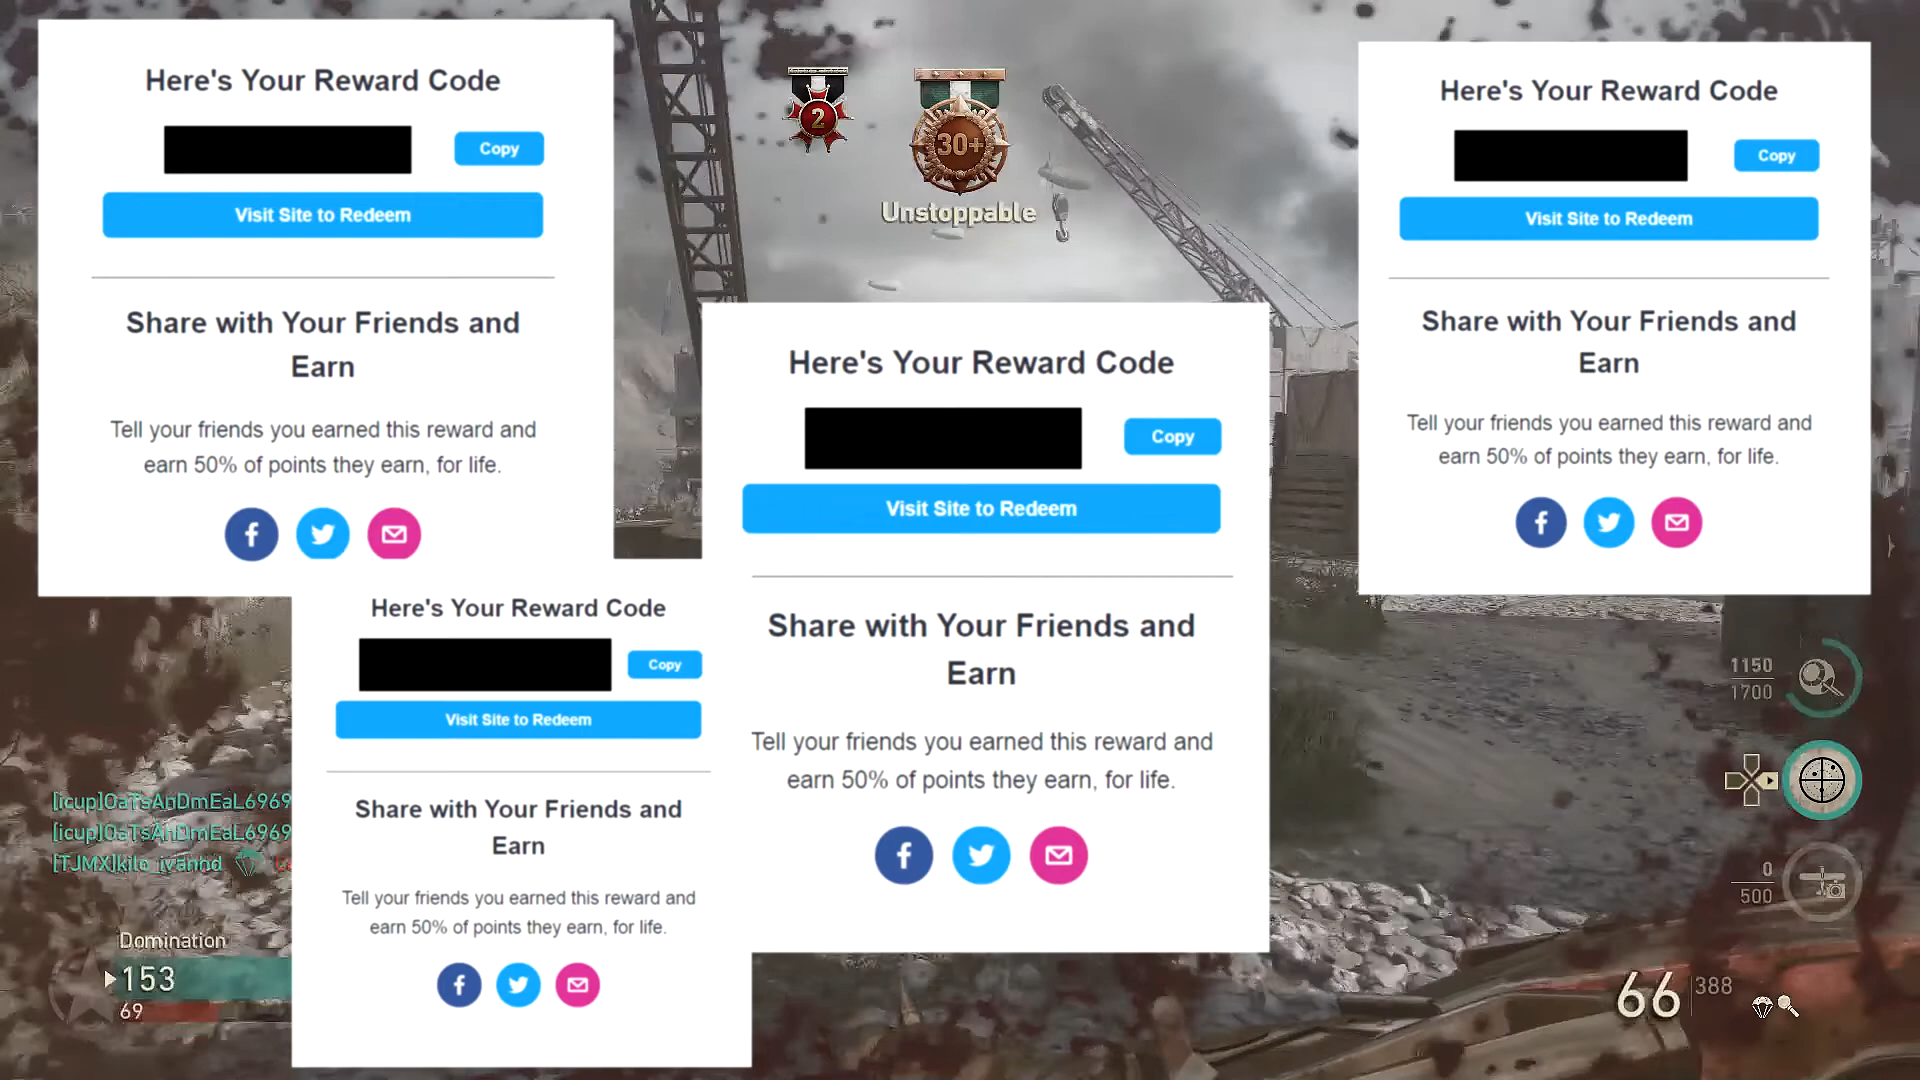 Here's Your Reward Code
Copy
Visit Site to Redeem
Share with Your Friends and
Earn
Tell your friends you earned this reward and
earn 50% of points they earn, for life.
2
30+
Unstoppable
Here's Your Reward Code
Copy
Visit Site to Redeem
Share with Your Friends and
Earn
Tell your friends you earned this reward and
earn 50% of points they earn, for life.
Here's Your Reward Code
Copy
Visit Site to Redeem
Share with Your Friends and
Earn
Tell your friends you earned this reward and
earn 50% of points they earn, for life.
Here's Your Reward Code
Copy
Visit Site to Redeem
Share with Your Friends and
Earn
Tell your friends you earned this reward and
earn 50% of points they earn, for life.
[icup]OaTsAnDmEaL6969
[icup]OaTsAnDmEaL6969
[TJMX]kilo_ivanhd
Domination
153
69
1150
1700
0
500
66 388